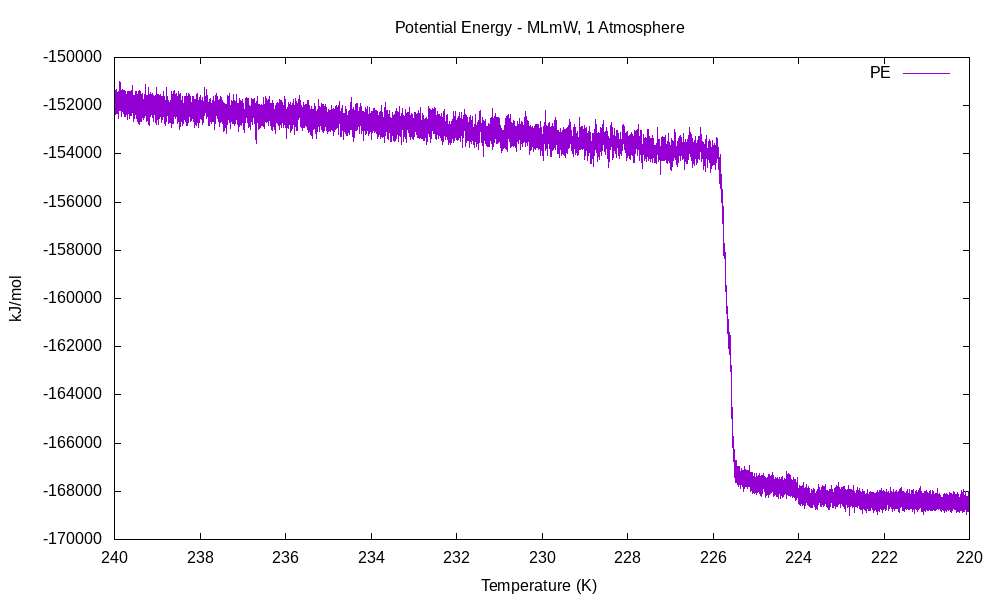 Potential Energy - MLmW, 1 Atmosphere
PE
-150000
-152000
-154000
-156000
-158000
-160000
-162000
-164000
-166000
-168000
-170000
kJ/mol
240 238 236 234 232 230 228 226 224 222 220
Temperature (K)